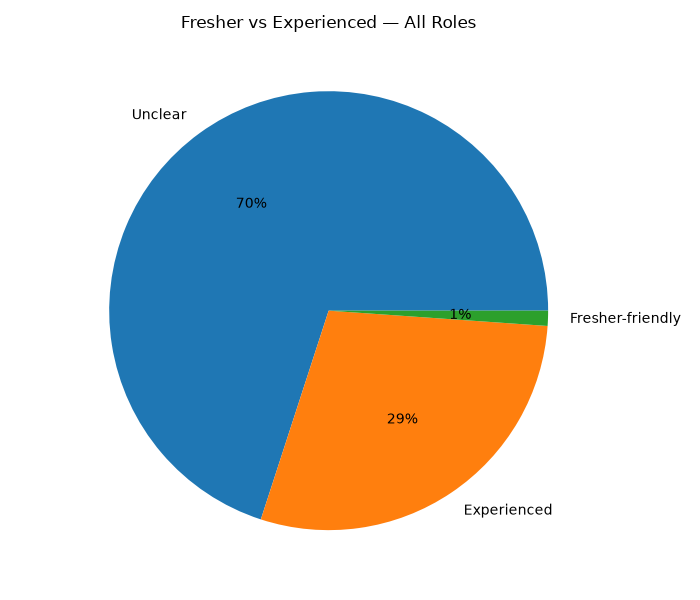 Fresher vs Experienced — All Roles
Unclear
70%
1%
Fresher-friendly
29%
Experienced